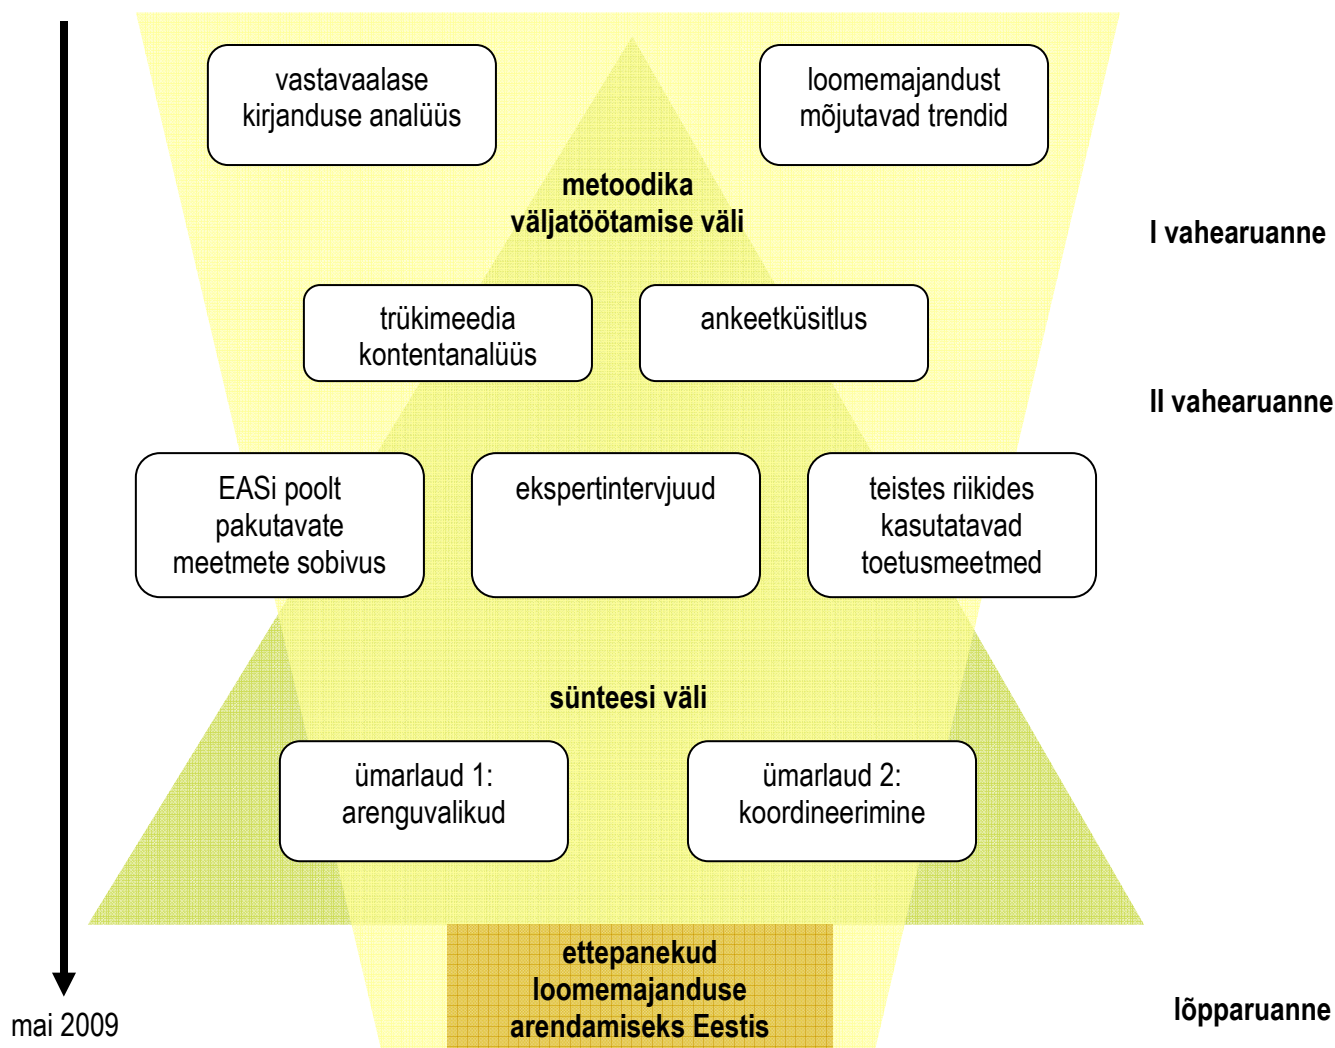 vastavaalase
kirjanduse analüüs
loomemajandust
mõjutavad trendid
metoodika
väljatöötamise väli
I vahearuanne
trükimeedia
kontentanalüüs
ankeetküsitlus
II vahearuanne
EASi poolt
pakutavate
meetmete sobivus
ekspertintervjuud
teistes riikides
kasutatavad
toetusmeetmed
sünteesi väli
ümarlaud 1:
arenguvalikud
ümarlaud 2:
koordineerimine
ettepanekud
loomemajanduse
arendamiseks Eestis
mai 2009
lõpparuanne